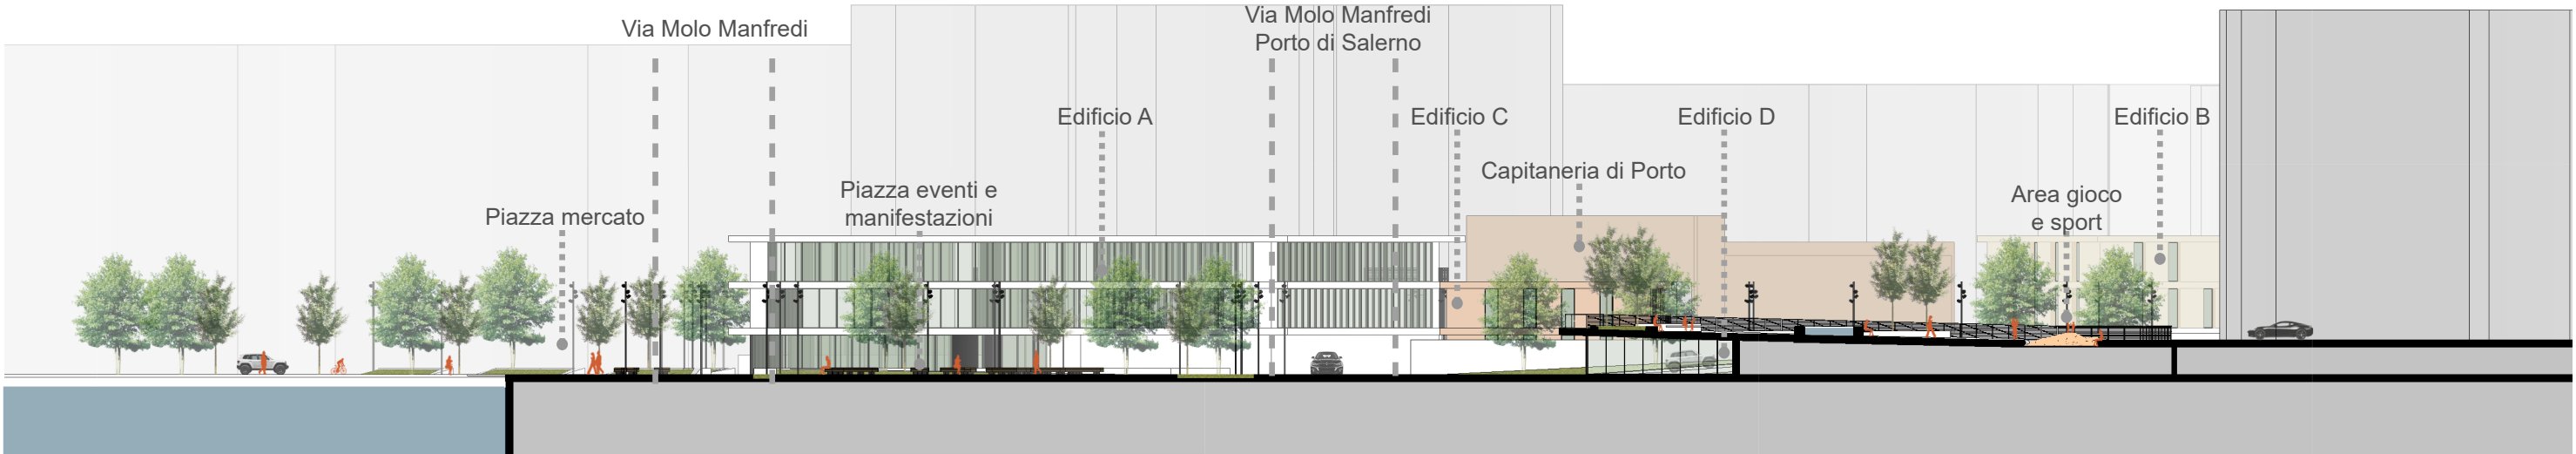 Via Molo Manfredi
Via Molo Manfredi
Porto di Salerno
Edificio A
Edificio C
Edificio D
Edificio B
Capitaneria di Porto
Piazza eventi e
manifestazioni
Area gioco
e sport
Piazza mercato